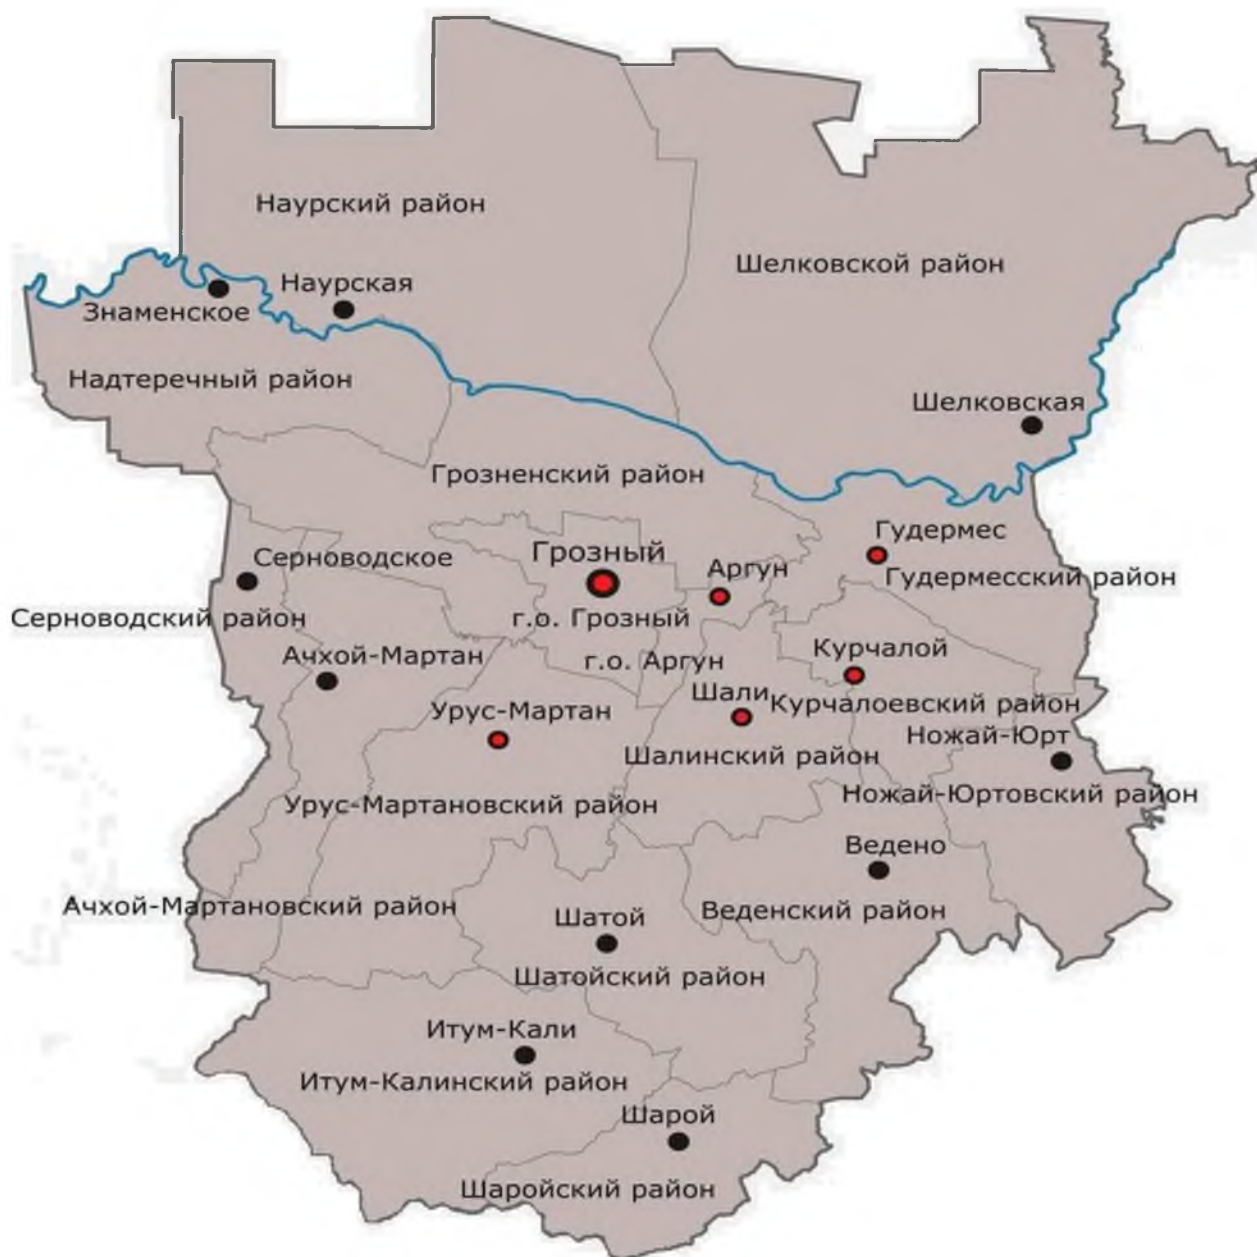 Наурский район
Шелковской район
Наурская
Знаменское
Надтеречный район
Шелковская
Грозненский район
Гудермес
Грозный
Серноводское
Аргун
Гудермесский район
Серноводский район
г.о. Грозный
Курчалой
Ачхой-Мартан
г.о. Аргун
Шали
Курчалоевский район
Урус-Мартан
Ножай-Юрт
Шалинский район
Ножай-Юртовский район
Урус-Мартановский район
Ведено
Ачхой-Мартановский район
Веденский район
Шатой
Шатойский район
Итум-Кали
Итум-Калинский район
Шарой
Шаройский район